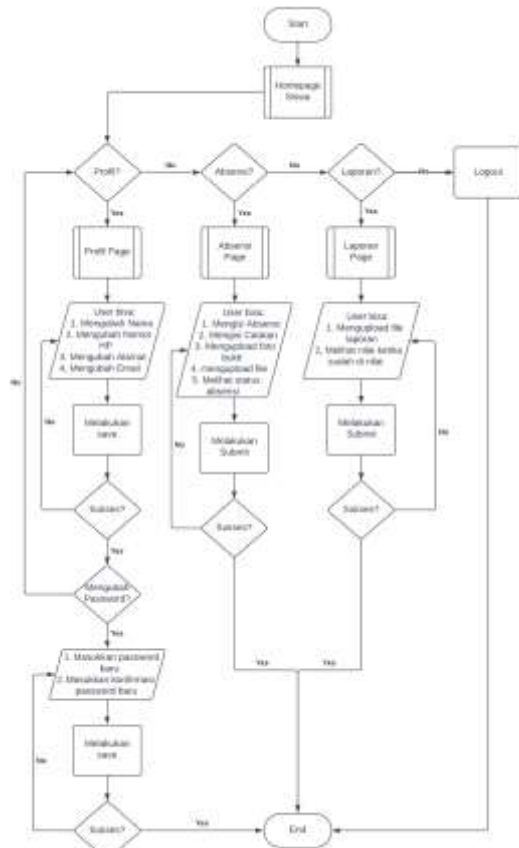 Start
Homepage
Siswa
Profil?
No
Absensi?
No
Laporan?
No
Logout
Yes
Yes
Yes
Profil Page
Absensi
Page
Laporan
Page
User bisa:
1. Mengubah Nama
2. Mengubah Nomor
HP
3. Mengubah Alamat
4. Mengubah Email
User bisa:
1. Mengisi Absensi
2. Mengisi Catatan
3. Mengupload foto
bukti
4. mengupload file
5. Melihat status
absensi
User bisa:
1. Mengupload file
laporan
2. Melihat nilai ketika
sudah di nilai
No
No
No
No
Melakukan
save
Melakukan
Submit
Melakukan
Submit
Sukses?
Sukses?
Sukses?
Yes
Mengubah
Password?
Yes
1. Masukkan password
baru
2. Masukkan konfirmasi
password baru
Yes
Yes
No
Melakukan
save
Sukses?
Yes
End